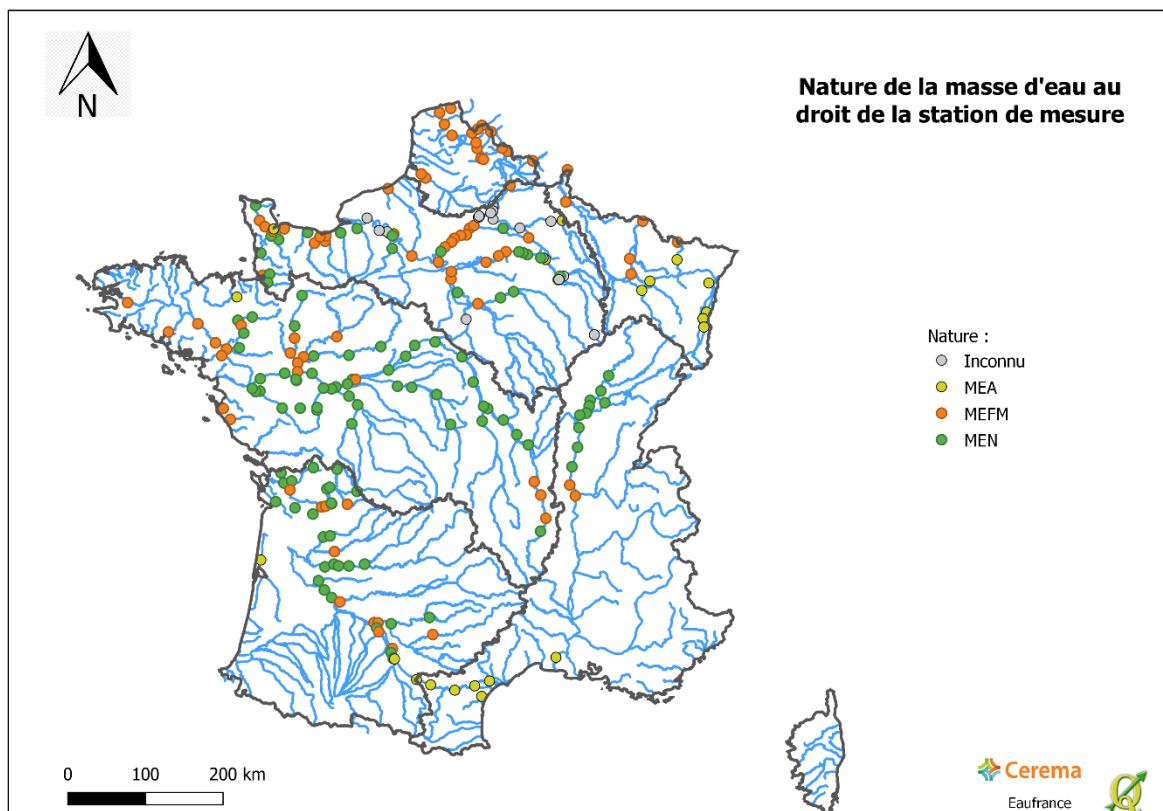 N
Nature de la masse d'eau au
droit de la station de mesure
Nature :
Inconnu
MEA
MEFM
MEN
0 100 200 km
Cerema
Eaufrance